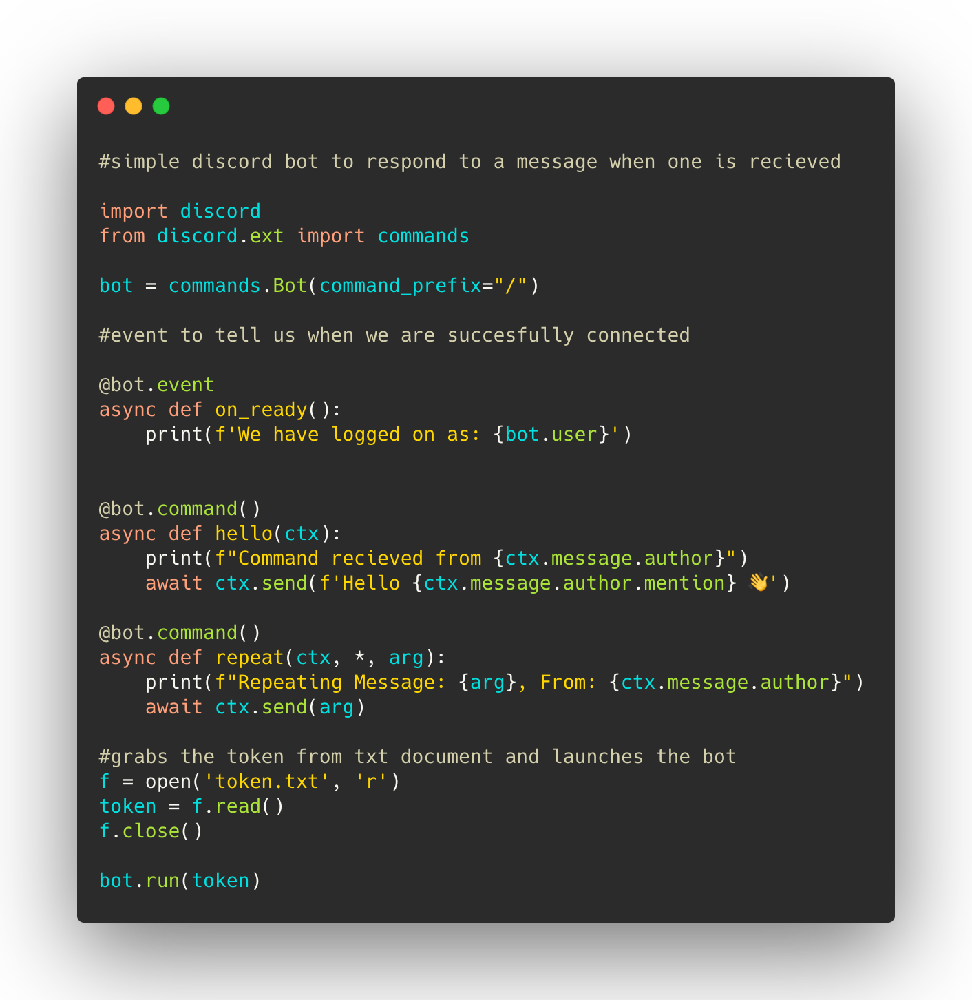 #simple discord bot to respond to a message when one is recieved
import discord
from discord.ext import commands
bot = commands.Bot(command_prefix="/")
#event to tell us when we are succesfully connected
@bot.event
async def on_ready():
    print(f'We have logged on as: {bot.user}')
@bot.command()
async def hello(ctx):
    print(f"Command recieved from {ctx.message.author}")
    await ctx.send(f'Hello {ctx.message.author.mention} 👋')
@bot.command()
async def repeat(ctx, *, arg):
    print(f"Repeating Message: {arg}, From: {ctx.message.author}")
    await ctx.send(arg)
#grabs the token from txt document and launches the bot
f = open('token.txt', 'r')
token = f.read()
f.close()
bot.run(token)